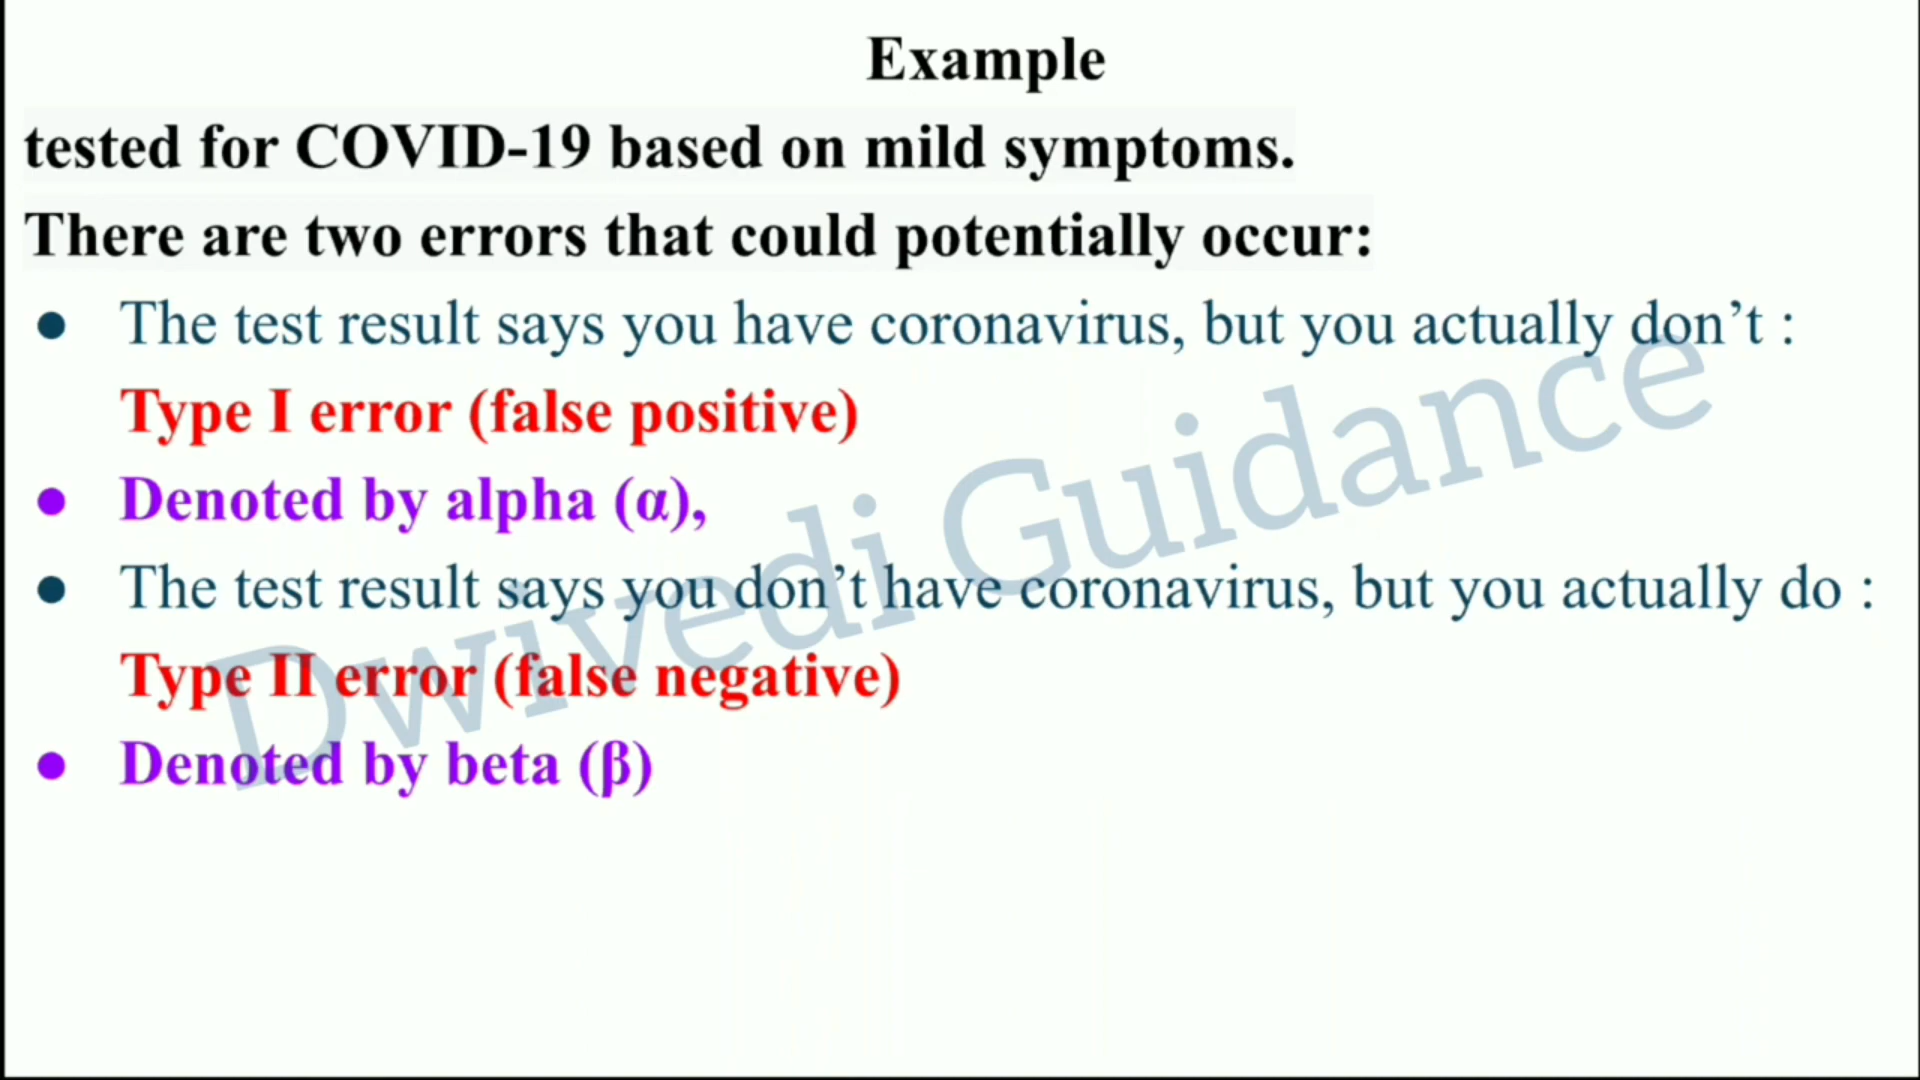 Example
tested for COVID-19 based on mild symptoms.
There are two errors that could potentially occur:
● The test result says you have coronavirus, but you actually don’t :
Type I error (false positive)
● Denoted by alpha (α),
● The test result says you don’t have coronavirus, but you actually do :
Type II error (false negative)
● Denoted by beta (β)
Dwivedi Guidance